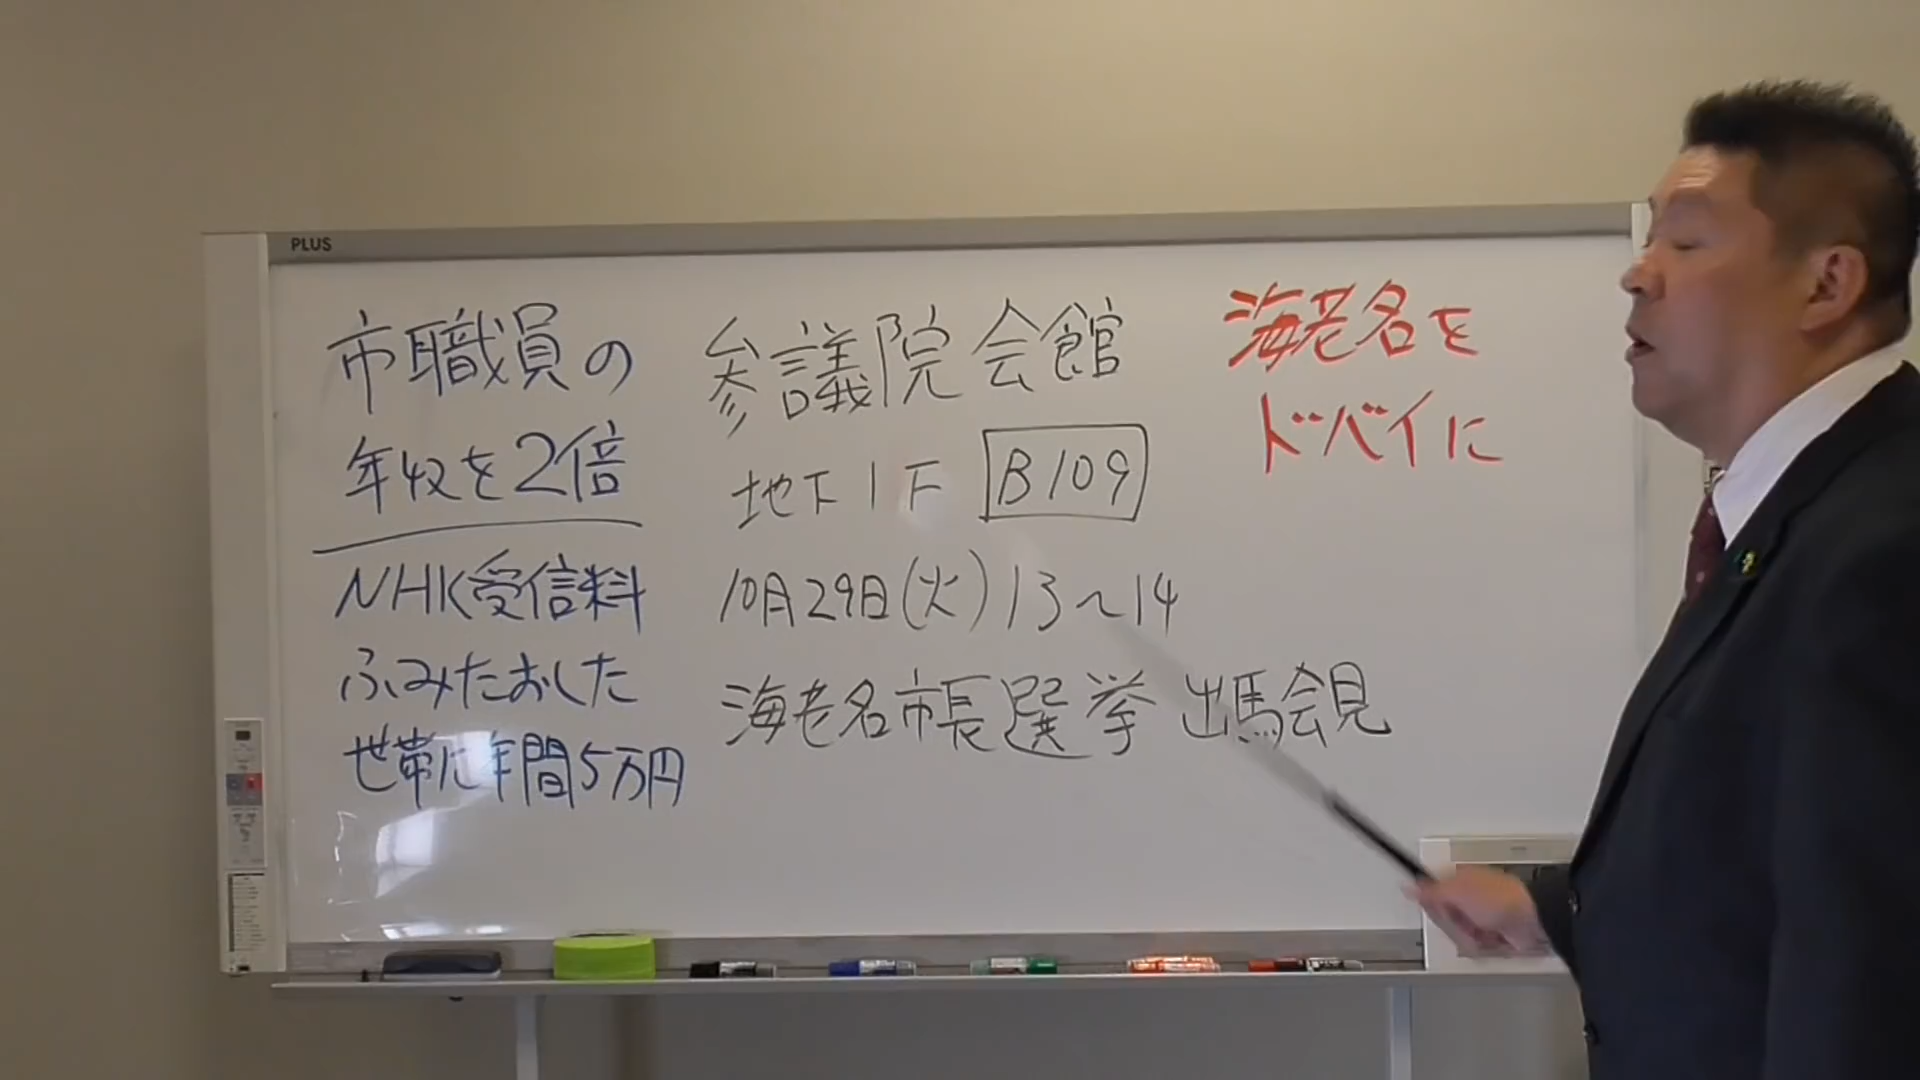 PLUS
市職員の
年収を2倍
NHK受信料
ふみたおした
世帯に年間5万円
参議院会館
地下1F B109
10月29日(火)13~14
海老名市長選挙 出馬会見
海老名を
ドバイに